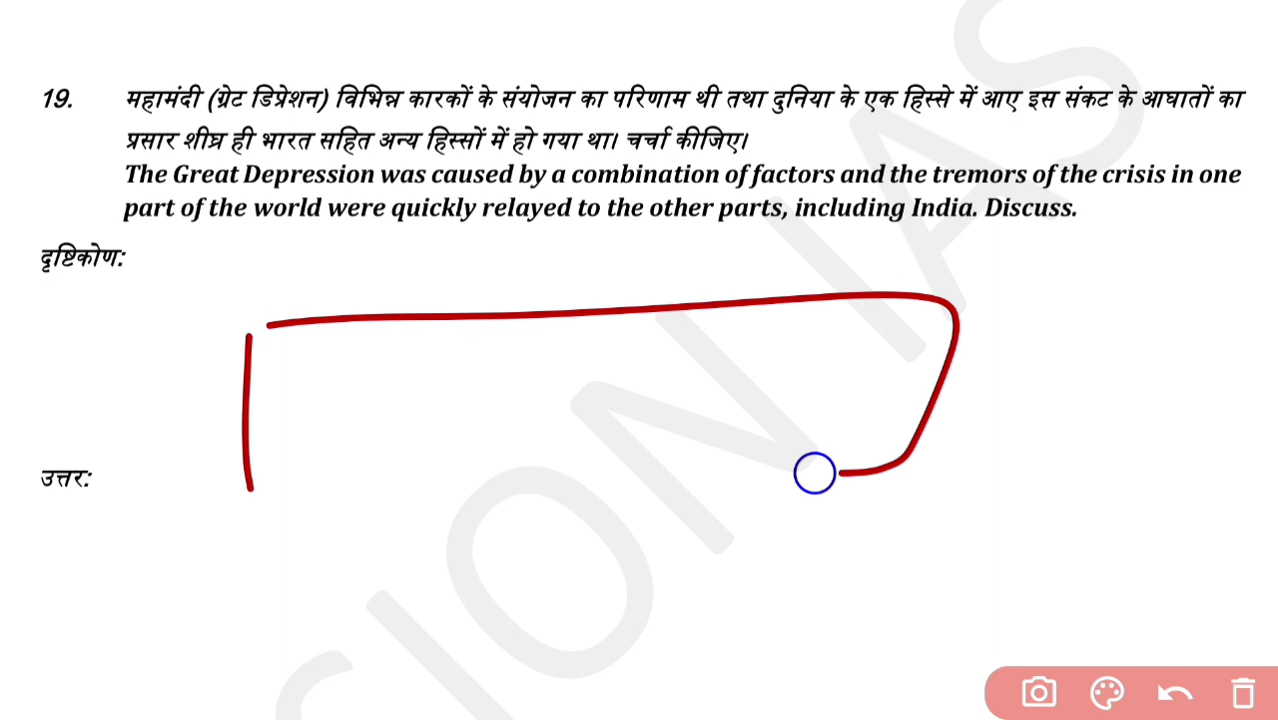 19. महामंदी (ग्रेट डिप्रेशन) विभिन्न कारकों के संयोजन का परिणाम थी तथा दुनिया के एक हिस्से में आए इस संकट के आघातों का
प्रसार शीघ्र ही भारत सहित अन्य हिस्सों में हो गया था। चर्चा कीजिए।
The Great Depression was caused by a combination of factors and the tremors of the crisis in one
part of the world were quickly relayed to the other parts, including India. Discuss.
दृष्टिकोण:
उत्तर:
SION IAS